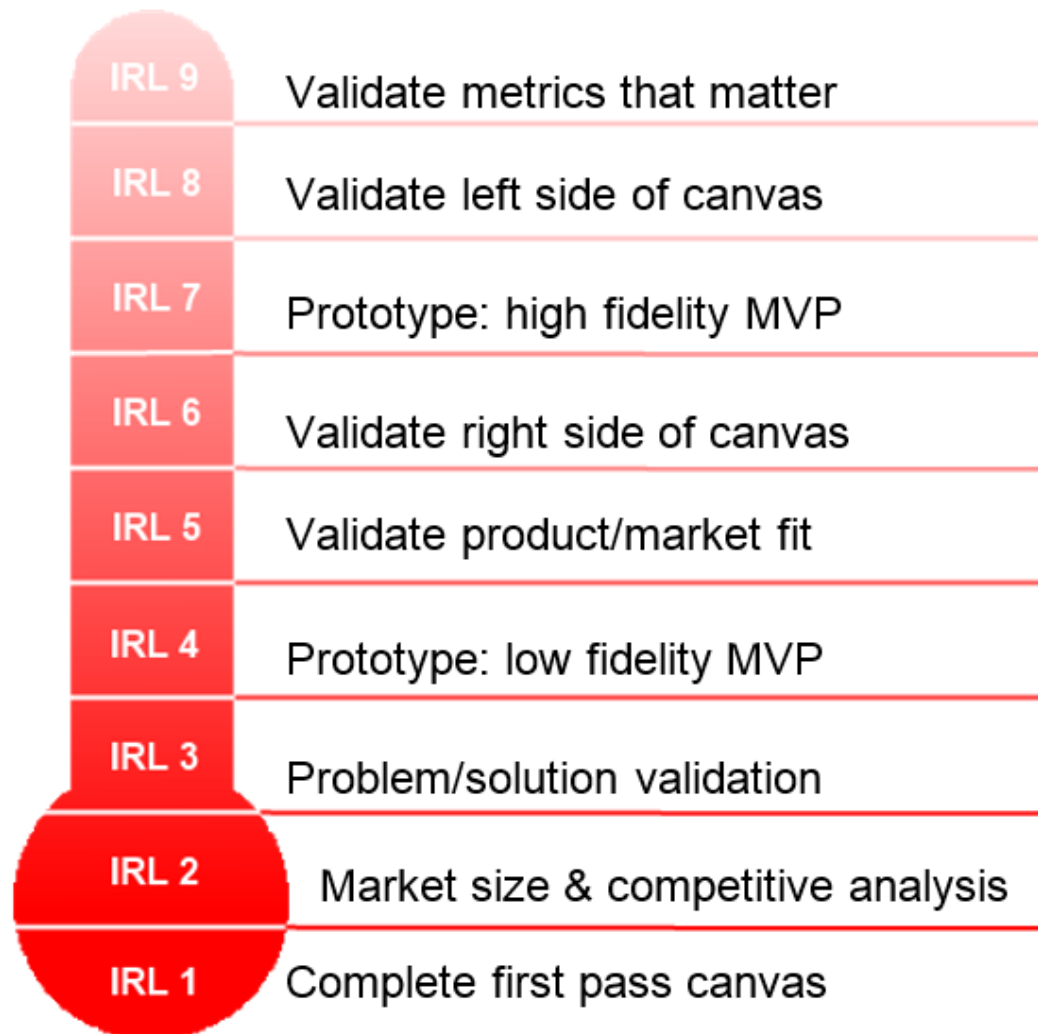 IRL 9 Validate metrics that matter
IRL 8 Validate left side of canvas
IRL 7 Prototype: high fidelity MVP
IRL 6 Validate right side of canvas
IRL 5 Validate product/market fit
IRL 4 Prototype: low fidelity MVP
IRL 3 Problem/solution validation
IRL 2 Market size & competitive analysis
IRL 1 Complete first pass canvas